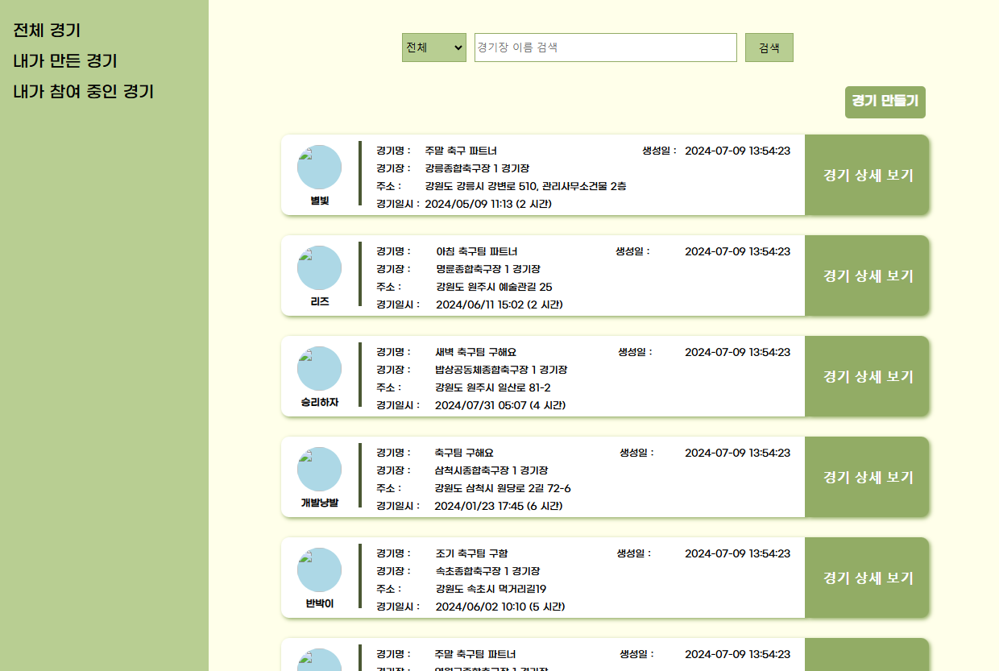 전체 경기
내가 만든 경기
내가 참여 중인 경기
전체 경기장 이름 검색 검색
경기 만들기
경기명 : 주말 축구 파트너 생성일 : 2024-07-09 13:54:23
경기장 : 강릉종합축구장 1 경기장
주소 : 강원도 강릉시 강변로 510, 관리사무소건물 2층
경기일시 : 2024/05/09 11:13 (2 시간)
별빛
경기 상세 보기
경기명 : 아침 축구팀 파트너 생성일 : 2024-07-09 13:54:23
경기장 : 명륜종합축구장 1 경기장
주소 : 강원도 원주시 예술관길 25
경기일시 : 2024/06/11 15:02 (2 시간)
리즈
경기 상세 보기
경기명 : 새벽 축구팀 구해요 생성일 : 2024-07-09 13:54:23
경기장 : 밥상공동체종합축구장 1 경기장
주소 : 강원도 원주시 일산로 81-2
경기일시 : 2024/07/31 05:07 (4 시간)
승리하자
경기 상세 보기
경기명 : 축구팀 구해요 생성일 : 2024-07-09 13:54:23
경기장 : 삼척시종합축구장 1 경기장
주소 : 강원도 삼척시 원당로 2길 72-6
경기일시 : 2024/01/23 17:45 (6 시간)
개발냥발
경기 상세 보기
경기명 : 조기 축구팀 구함 생성일 : 2024-07-09 13:54:23
경기장 : 속초종합축구장 1 경기장
주소 : 강원도 속초시 먹거리길19
경기일시 : 2024/06/02 10:10 (5 시간)
반박이
경기 상세 보기
경기명 : 주말 축구팀 파트너 생성일 : 2024-07-09 13:54:23